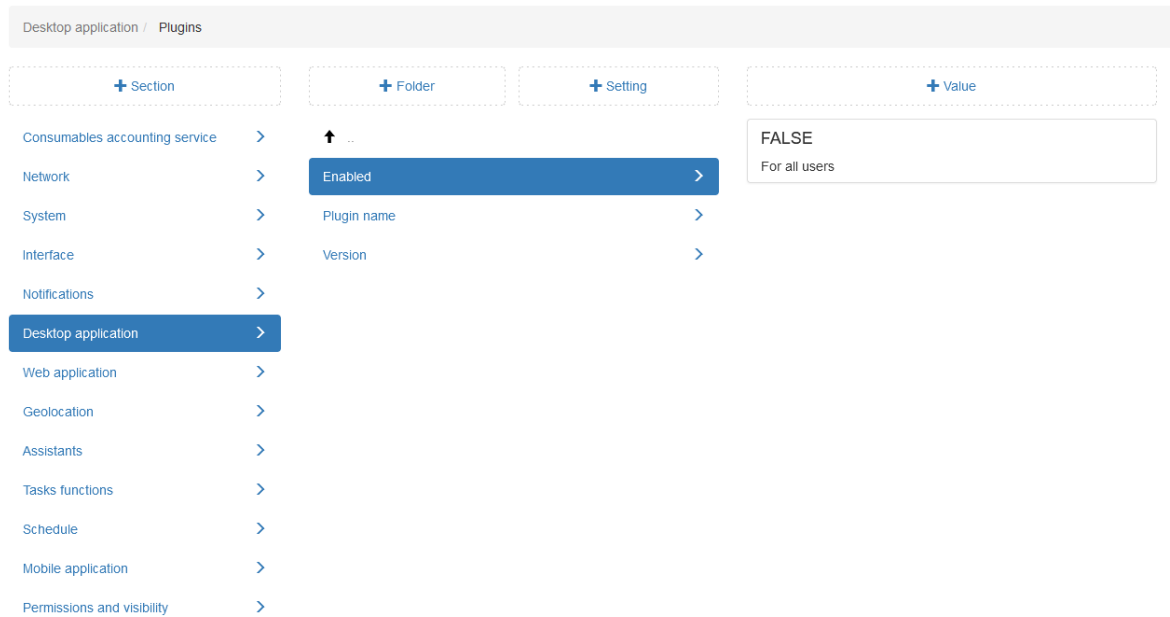 Desktop application / Plugins
+ Section
Consumables accounting service
Network
System
Interface
Notifications
Desktop application
Web application
Geolocation
Assistants
Tasks functions
Schedule
Mobile application
Permissions and visibility
+ Folder
+ Setting
..
Enabled
Plugin name
Version
+ Value
FALSE
For all users